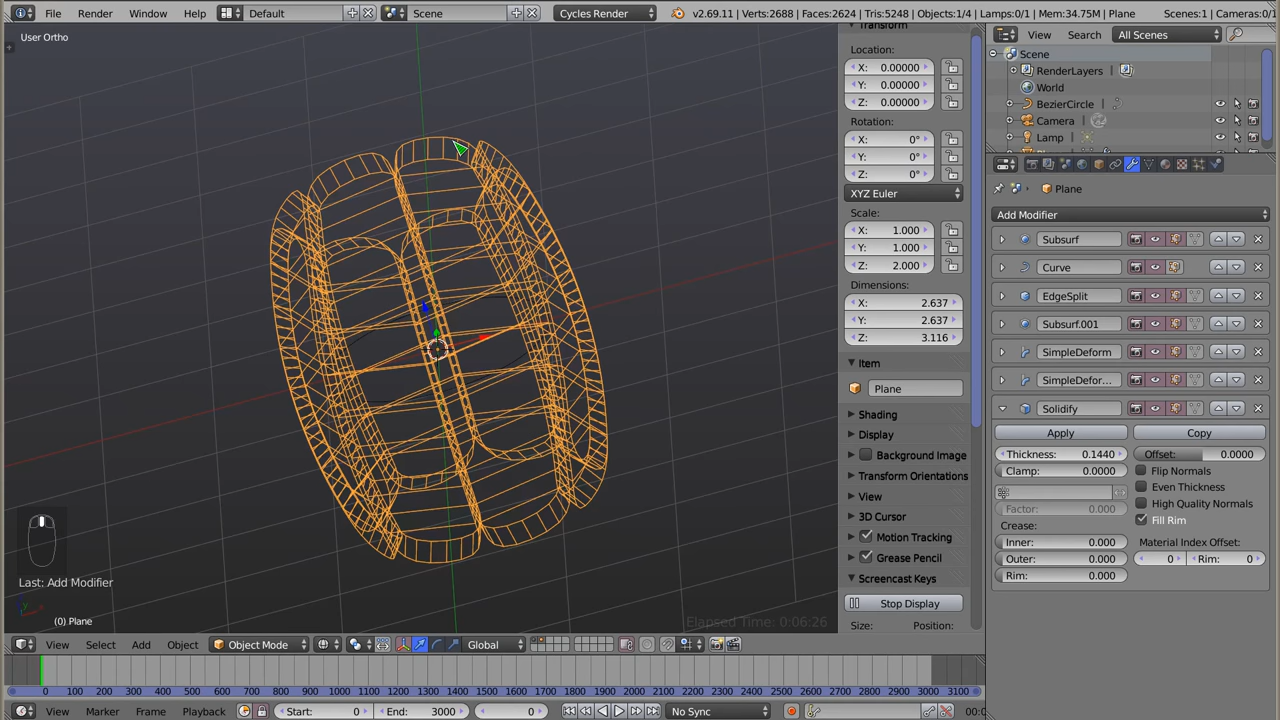 File Render Window Help Default Scene Cycles Render v2.69.11 | Verts:2688 | Faces:2624 | Tris:5248 | Objects:1/4 | Lamps:0/1 | Mem:34.75M | Plane Scenes:1 | Cameras:0/1
User Ortho
Transform
Location:
X: 0.00000
Y: 0.00000
Z: 0.00000
Rotation:
X: 0°
Y: 0°
Z: 0°
XYZ Euler
Scale:
X: 1.000
Y: 1.000
Z: 2.000
Dimensions:
X: 2.637
Y: 2.637
Z: 3.116
Item
Plane
Shading
Display
Background Image
Transform Orientations
View
3D Cursor
Motion Tracking
Grease Pencil
Screencast Keys
Stop Display
Size: Position:
View Search All Scenes
Scene
RenderLayers
World
BezierCircle
Camera
Lamp
Plane
Add Modifier
Subsurf
Curve
EdgeSplit
Subsurf.001
SimpleDeform
SimpleDefor...
Solidify
Apply Copy
Thickness: 0.1440 Offset: 0.0000
Clamp: 0.0000 Flip Normals
Even Thickness
Factor: 0.000 High Quality Normals
Crease: Fill Rim
Inner: 0.000 Material Index Offset:
Outer: 0.000 0 Rim: 0
Rim: 0.000
Last: Add Modifier
(0) Plane
Elapsed Time: 0:06:26
View Select Add Object Object Mode Global
0 100 200 300 400 500 600 700 800 900 1000 1100 1200 1300 1400 1500 1600 1700 1800 1900 2000 2100 2200 2300 2400 2500 2600 2700 2800 2900 3000 3100
View Marker Frame Playback Start: 0 End: 3000 0 No Sync 00:0